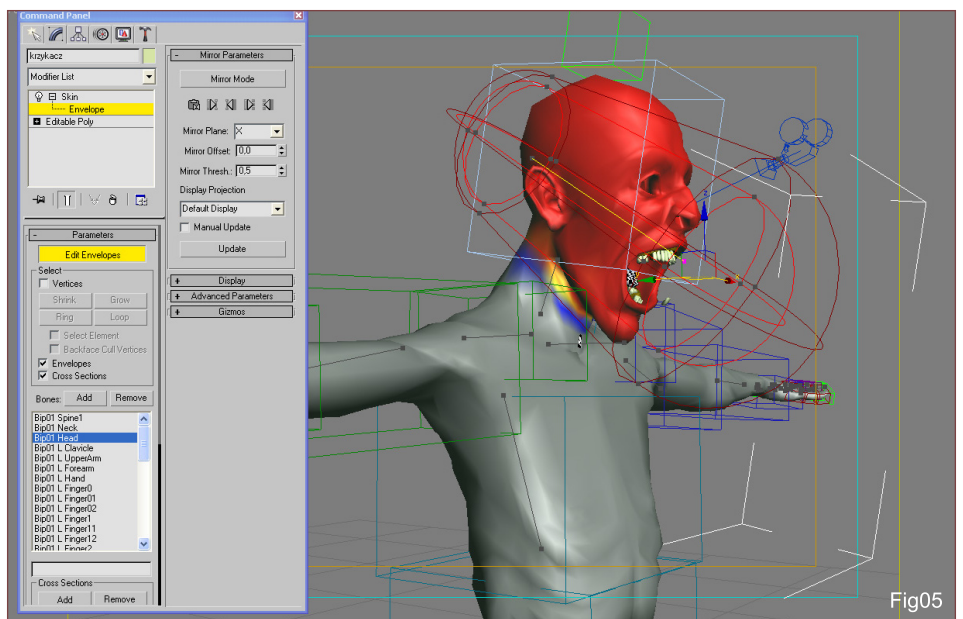 Command Panel
krzykacz
Modifier List
Skin
Envelope
Editable Poly
Parameters
Edit Envelopes
Select
Vertices
Shrink
Grow
Ring
Loop
Select Element
Backface Cull Vertices
Envelopes
Cross Sections
Bones:
Add
Remove
Bip01 Spine1
Bip01 Neck
Bip01 Head
Bip01 L Clavicle
Bip01 L UpperArm
Bip01 L Forearm
Bip01 L Hand
Bip01 L Finger0
Bip01 L Finger01
Bip01 L Finger02
Bip01 L Finger1
Bip01 L Finger11
Bip01 L Finger12
Bip01 L Finger2
Cross Sections
Add
Remove
Mirror Parameters
Mirror Mode
Mirror Plane: X
Mirror Offset: 0,0
Mirror Thresh.: 0,5
Display Projection
Default Display
Manual Update
Update
Display
Advanced Parameters
Gizmos
z
Fig05